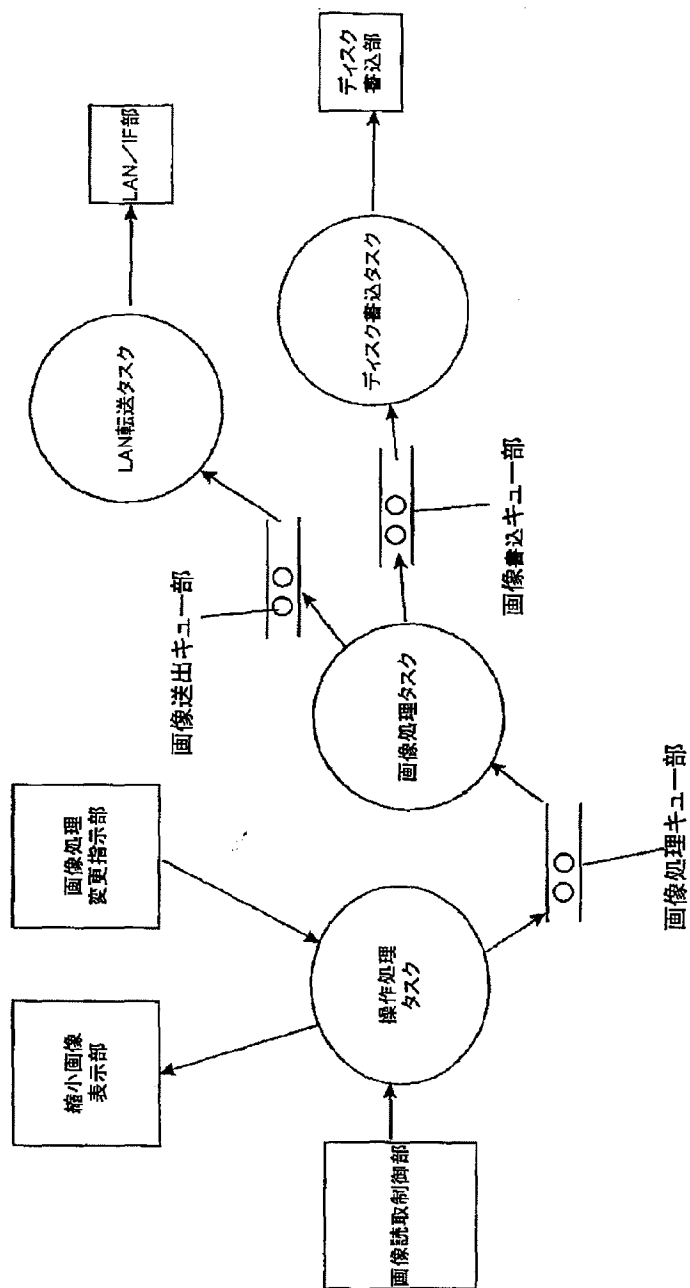 縮小画像
表示部
画像処理
変更指示部
画像読取制御部
操作処理
タスク
画像処理キュー部
画像処理タスク
画像送出キュー部
画像書込キュー部
LAN転送タスク
ディスク書込タスク
LAN/IF部
ディスク
書込部